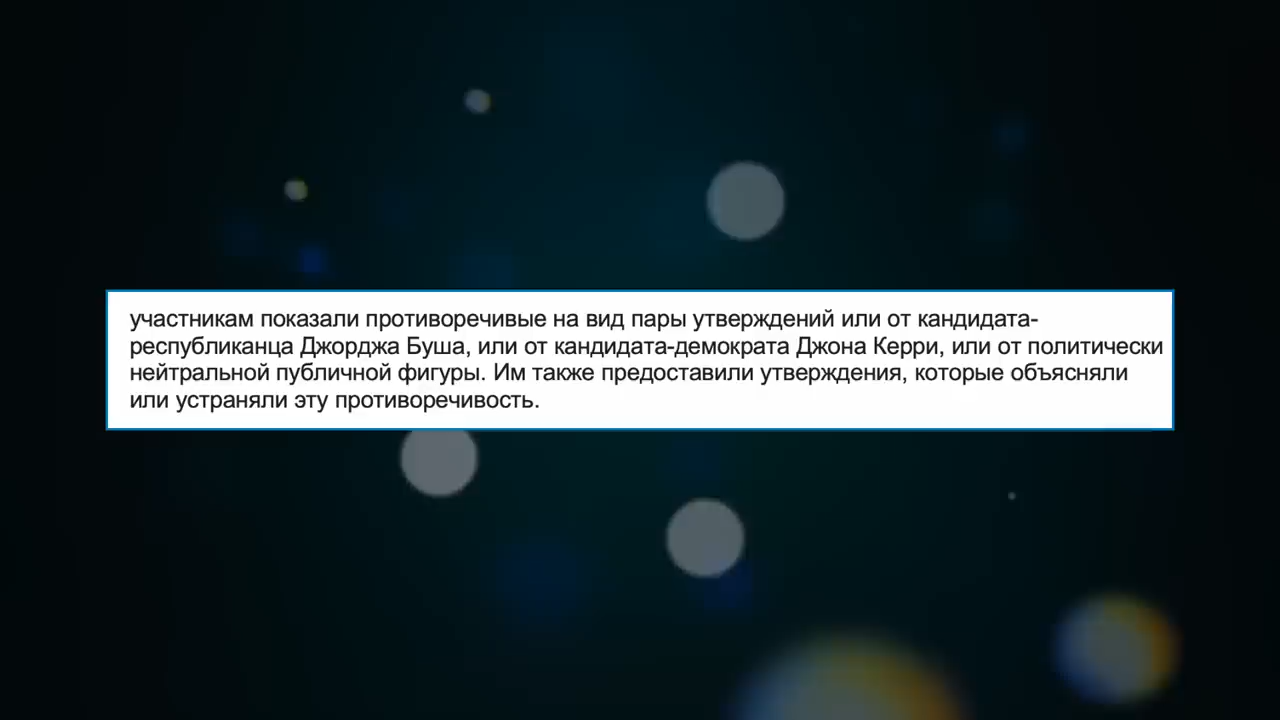 участникам показали противоречивые на вид пары утверждений или от кандидата-
республиканца Джорджа Буша, или от кандидата-демократа Джона Керри, или от политически
нейтральной публичной фигуры. Им также предоставили утверждения, которые объясняли
или устраняли эту противоречивость.